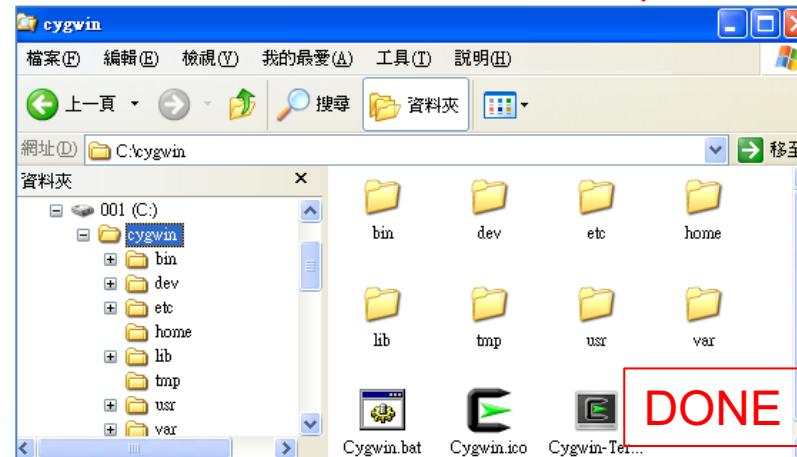 cygwin
檔案(F) 編輯(E) 檢視(V) 我的最愛(A) 工具(T) 說明(H)
上一頁 搜尋 資料夾
網址(D) C:\cygwin 移至
資料夾 ×
001 (C:)
cygwin
bin
dev
etc
home
lib
tmp
usr
var
bin dev etc home
lib tmp usr var
Cygwin.bat Cygwin.ico Cygwin-Ter...
DONE